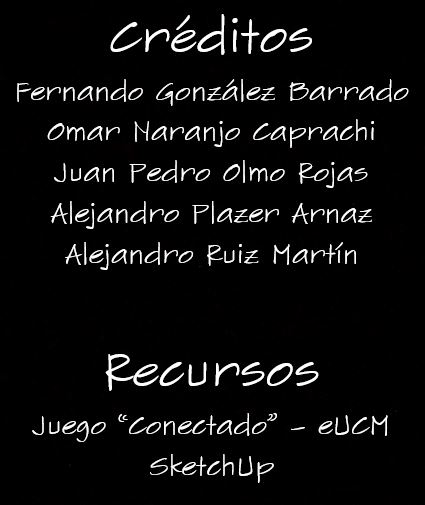 Créditos
Fernando González Barrado
Omar Naranjo Caprachi
Juan Pedro Olmo Rojas
Alejandro Plazer Arnaz
Alejandro Ruiz Martín
Recursos
Juego “Conectado” - eUCM
SketchUp